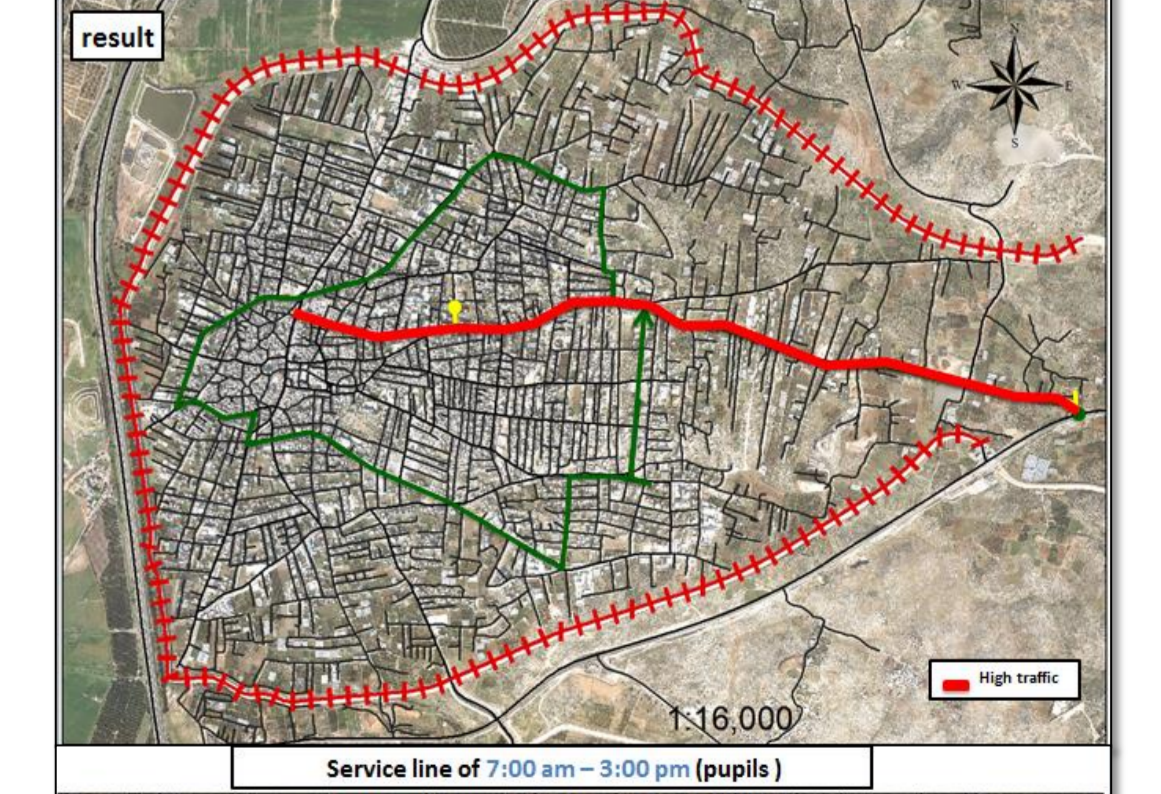 result
N
W E
S
High traffic
1:16,000
Service line of 7:00 am – 3:00 pm (pupils )